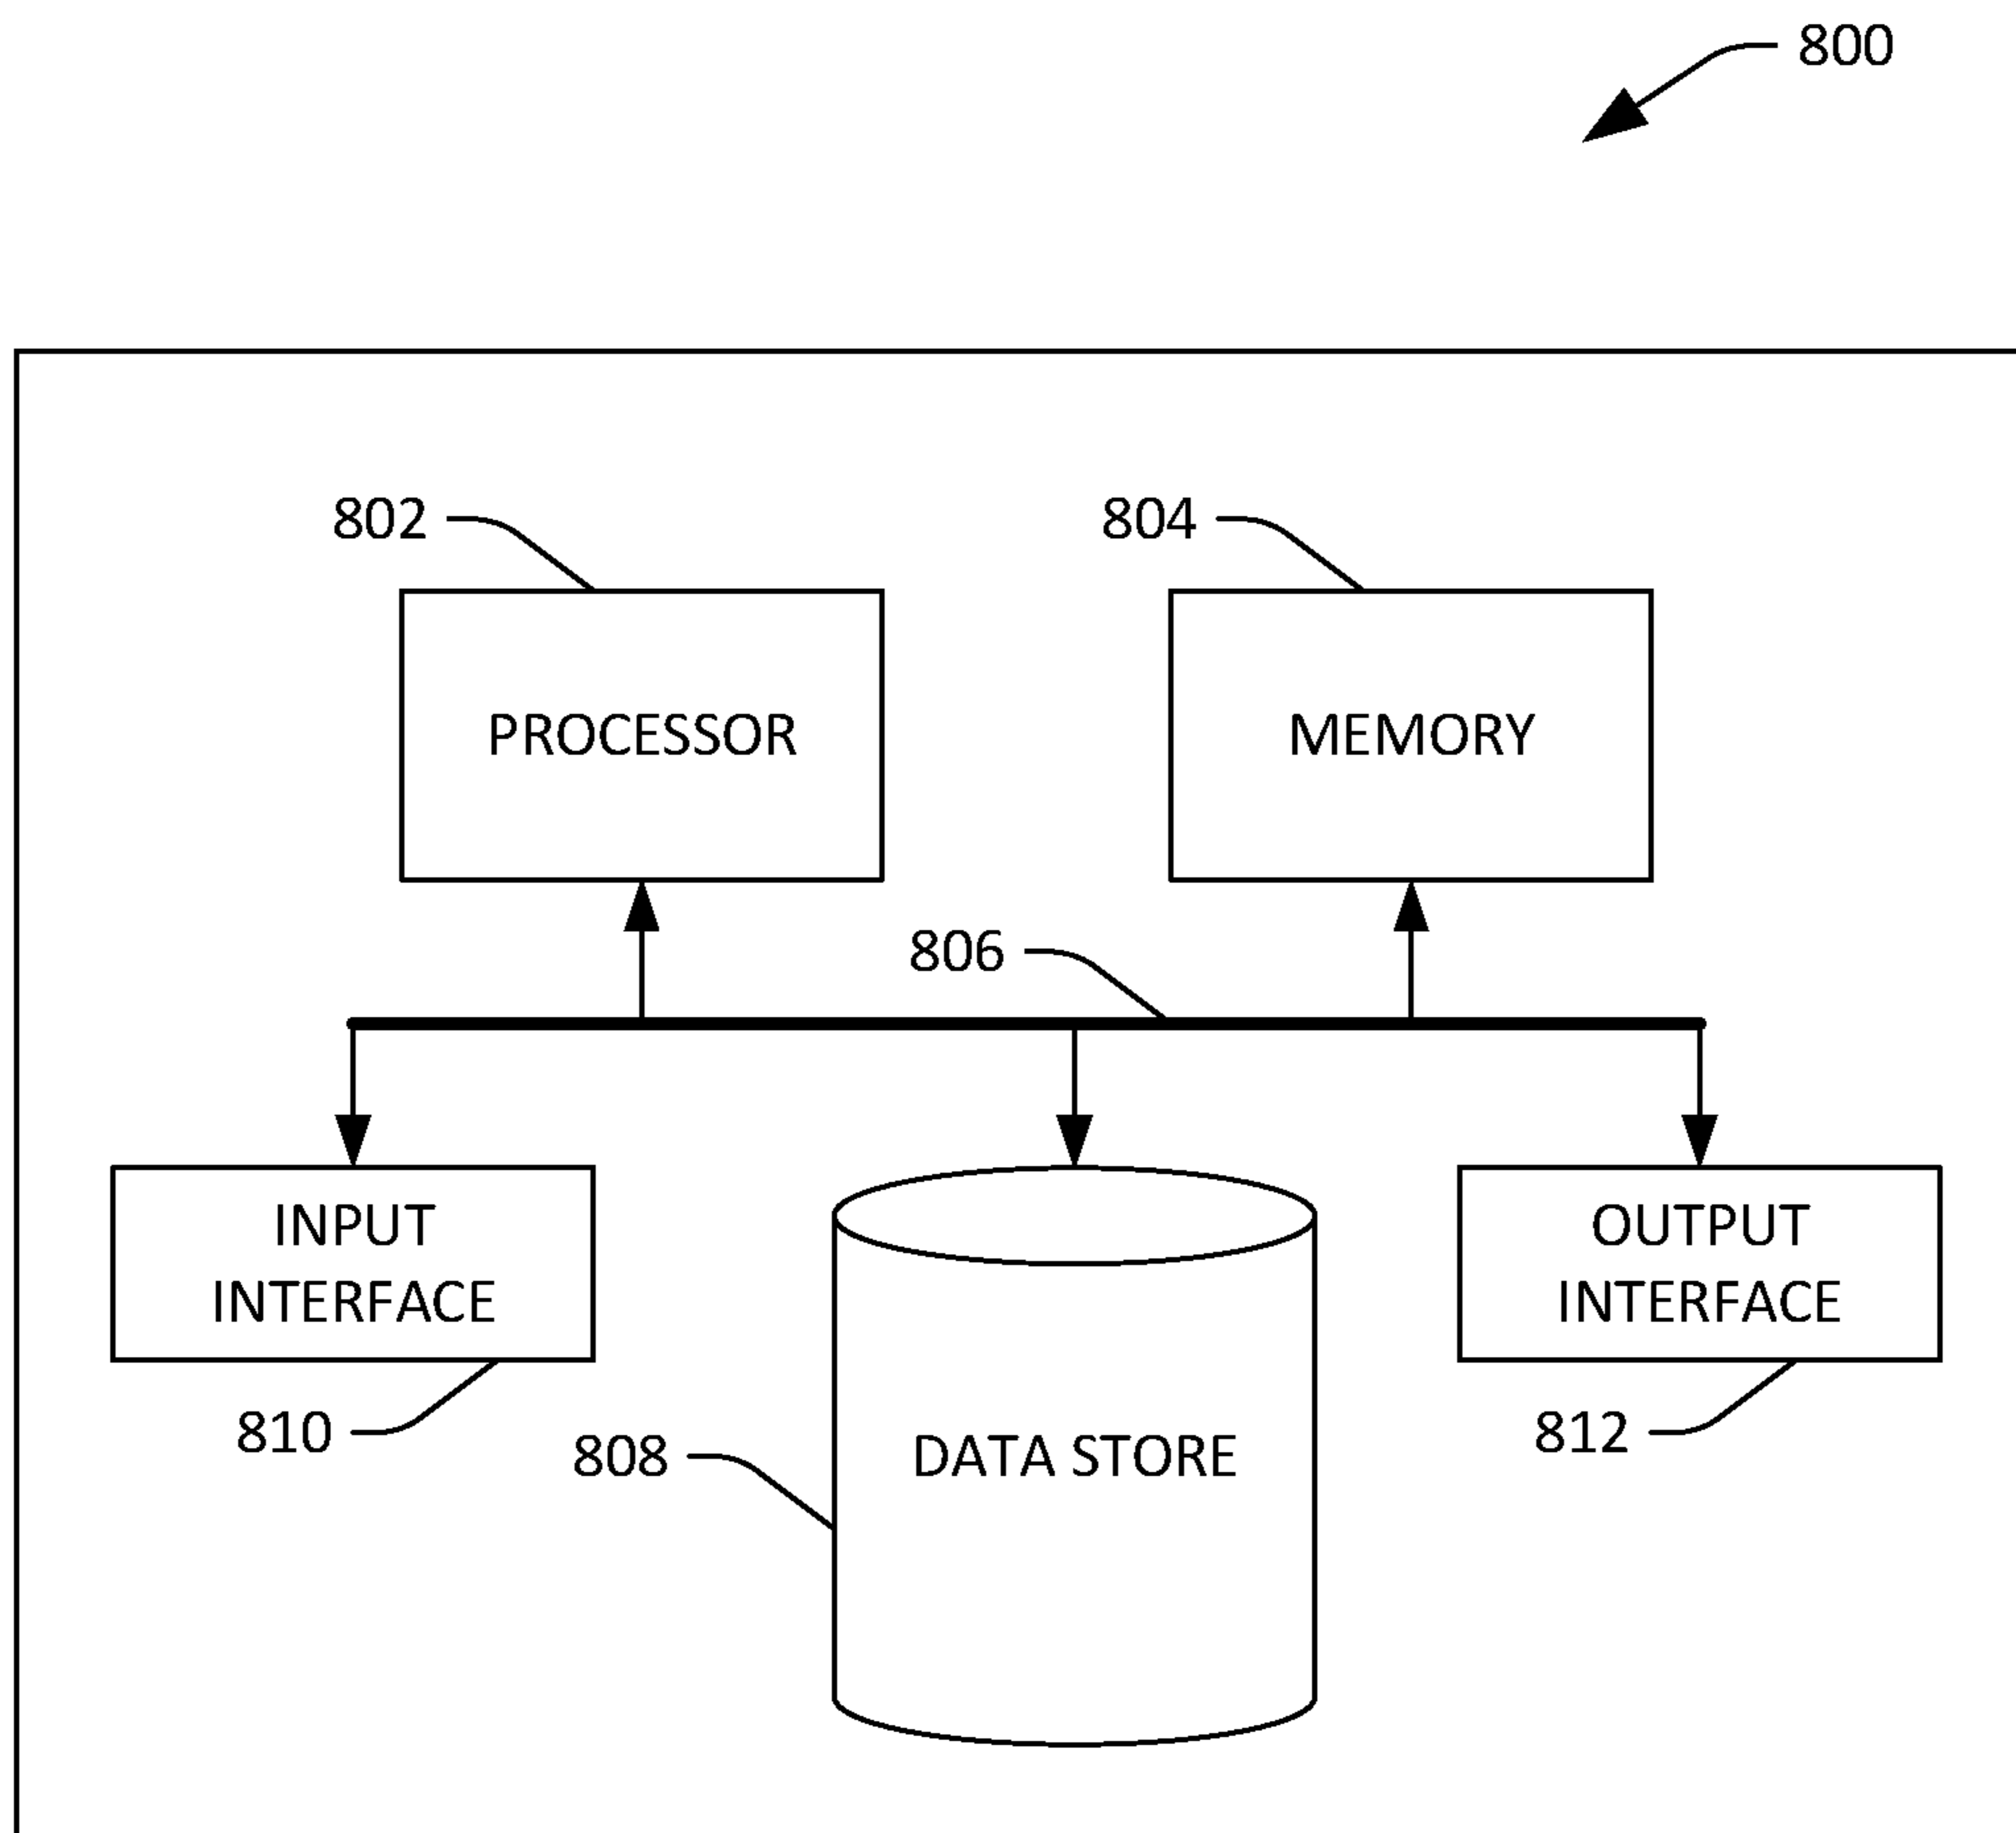 800
802
804
PROCESSOR
MEMORY
806
INPUT
INTERFACE
OUTPUT
INTERFACE
810
808
DATA STORE
812